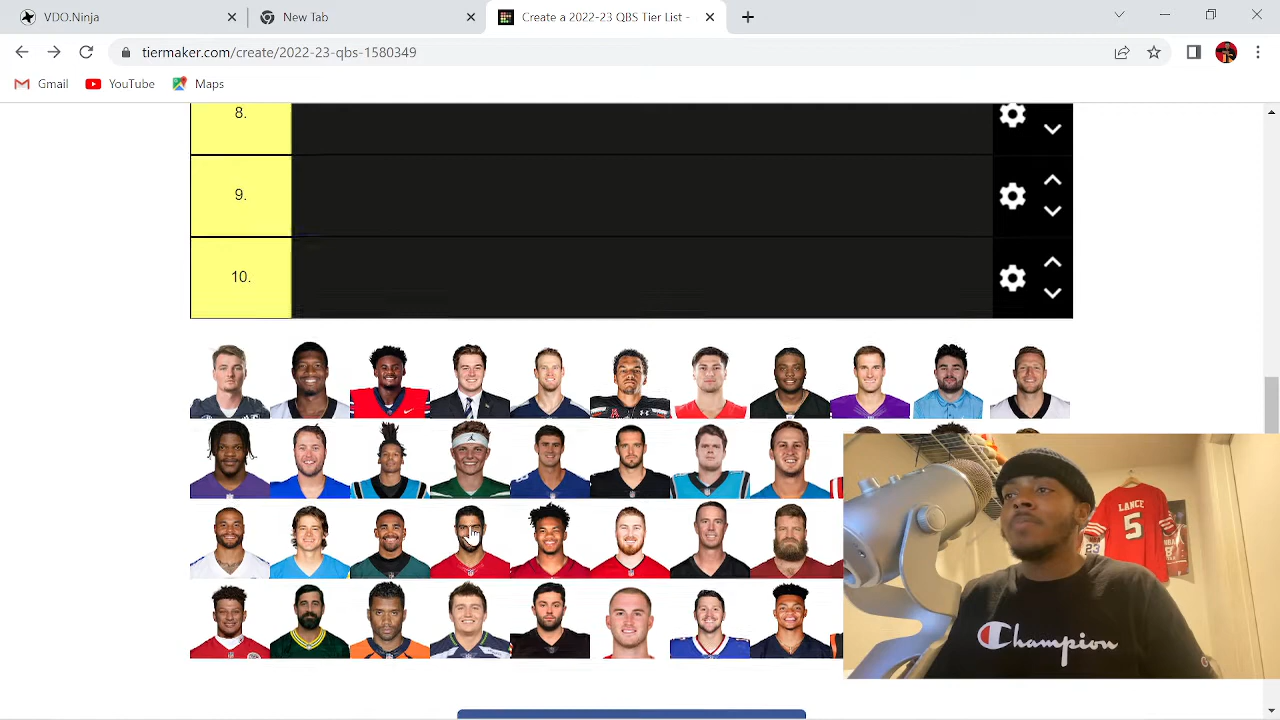 VDO.Ninja
New Tab
Create a 2022-23 QBS Tier List -
tiermaker.com/create/2022-23-qbs-1580349
Gmail
YouTube
Maps
8.
9.
10.
LANCE
5
23
Champion